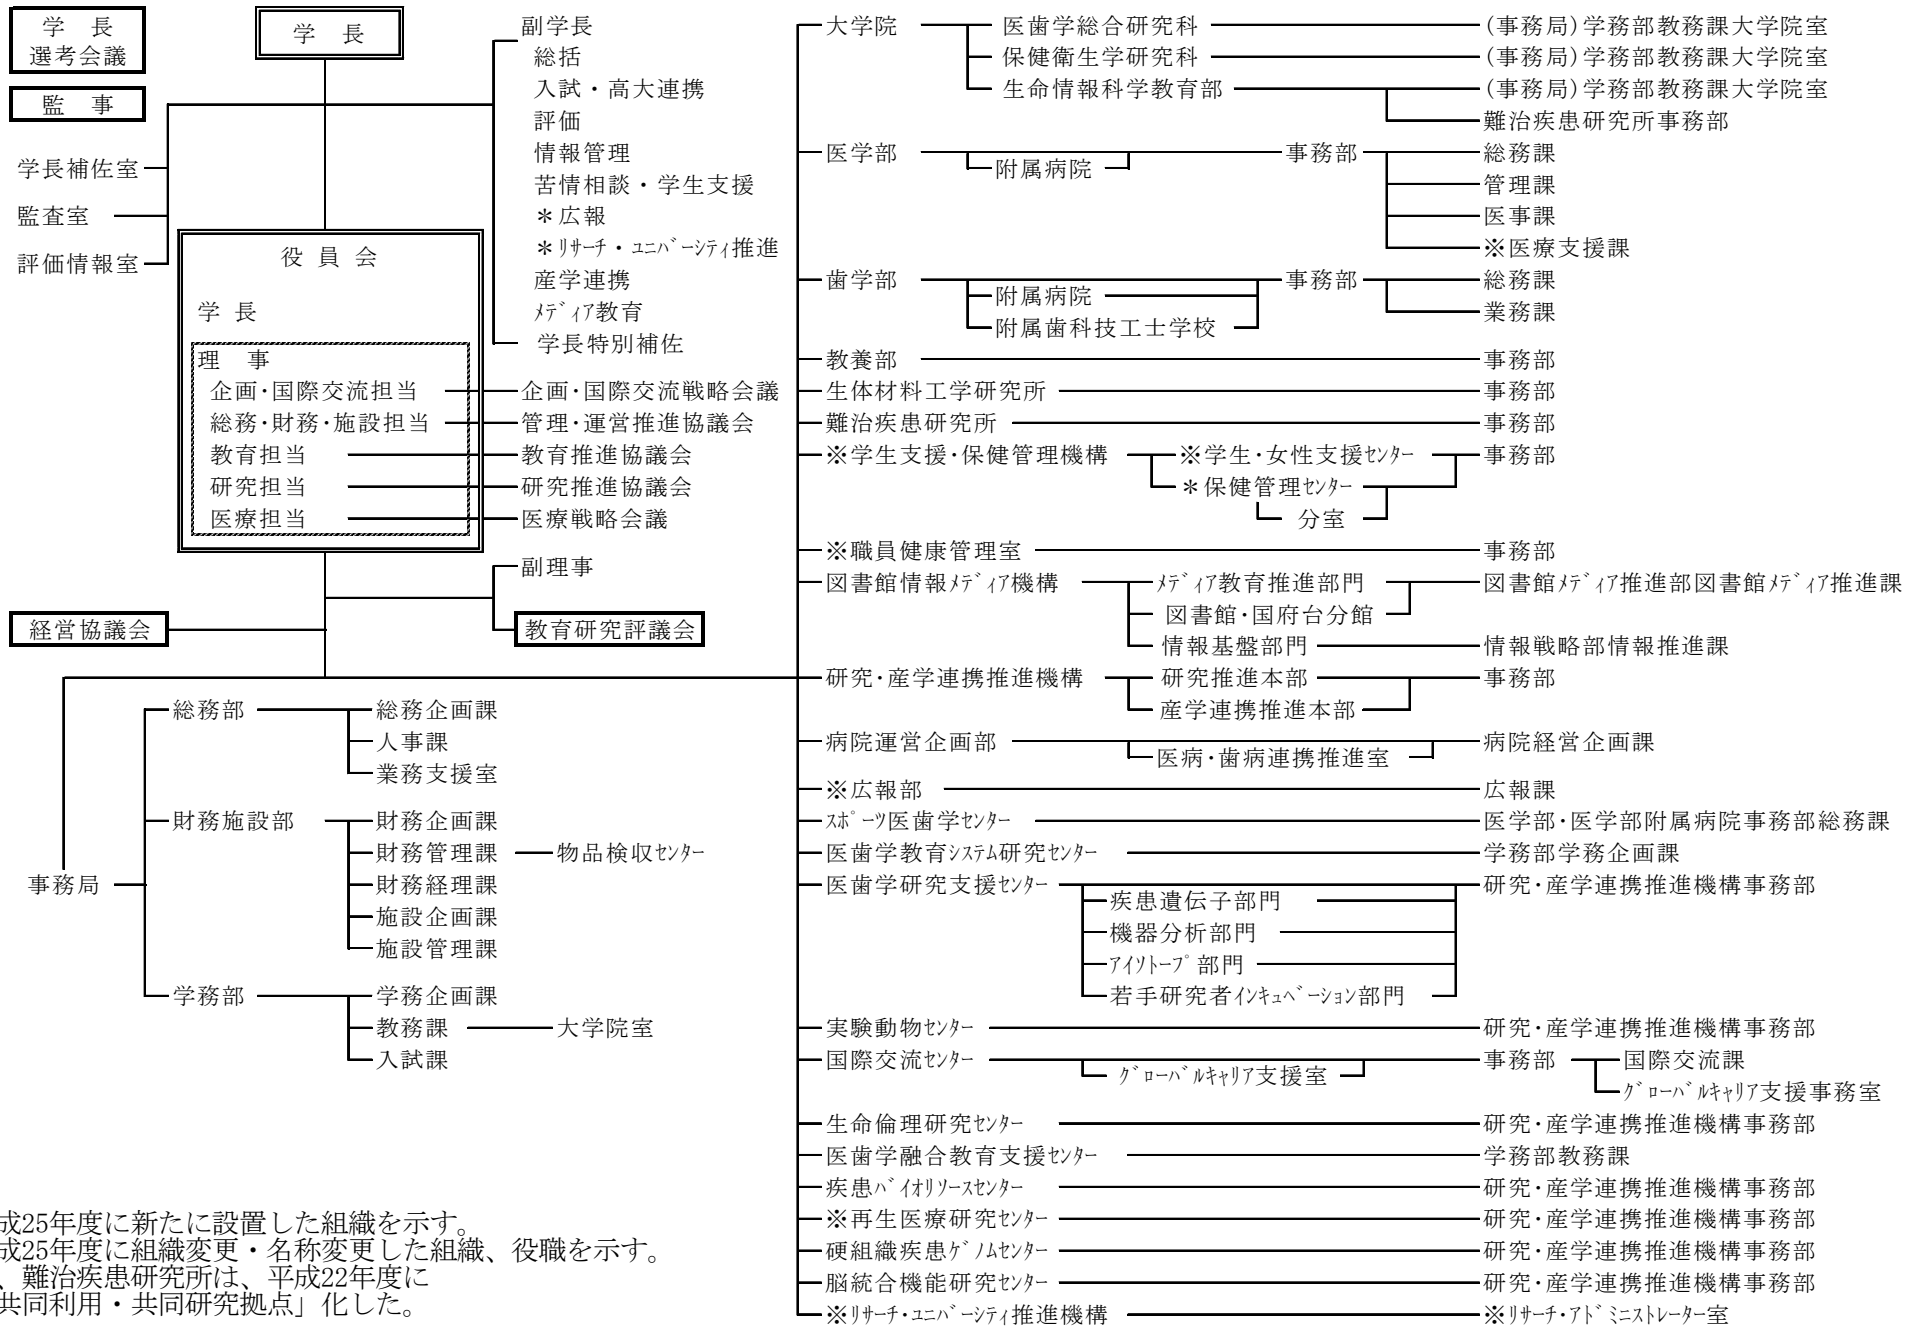 学　長
選考会議
監　事
学　長
学長補佐室
監査室
評価情報室
副学長
総括
入試・高大連携
評価
情報管理
苦情相談・学生支援
＊広報
＊ﾘｻｰﾁ・ﾕﾆﾊﾞｰｼﾃｨ推進
産学連携
ﾒﾃﾞｨｱ教育
学長特別補佐
役 員 会
学 長
理　事
企画・国際交流担当 企画・国際交流戦略会議
総務・財務・施設担当 管理・運営推進協議会
教育担当 教育推進協議会
研究担当 研究推進協議会
医療担当 医療戦略会議
副理事
経営協議会
教育研究評議会
事務局
総務部 総務企画課
人事課
業務支援室
財務施設部 財務企画課
財務管理課 物品検収ｾﾝﾀｰ
財務経理課
施設企画課
施設管理課
学務部 学務企画課
教務課 大学院室
入試課
大学院 医歯学総合研究科 (事務局)学務部教務課大学院室
保健衛生学研究科 (事務局)学務部教務課大学院室
生命情報科学教育部 (事務局)学務部教務課大学院室
難治疾患研究所事務部
医学部 事務部 総務課
附属病院 管理課
医事課
※医療支援課
歯学部 事務部 総務課
附属病院
業務課
附属歯科技工士学校
教養部 事務部
生体材料工学研究所 事務部
難治疾患研究所 事務部
※学生支援・保健管理機構 ※学生・女性支援ｾﾝﾀｰ 事務部
＊保健管理ｾﾝﾀｰ
分室
※職員健康管理室 事務部
図書館情報ﾒﾃﾞｨｱ機構 ﾒﾃﾞｨｱ教育推進部門 図書館ﾒﾃﾞｨｱ推進部図書館ﾒﾃﾞｨｱ推進課
図書館・国府台分館
情報基盤部門 情報戦略部情報推進課
研究・産学連携推進機構 研究推進本部 事務部
産学連携推進本部
病院運営企画部 病院経営企画課
医病・歯病連携推進室
※広報部 広報課
ｽﾎﾟｰﾂ医歯学ｾﾝﾀｰ 医学部・医学部附属病院事務部総務課
医歯学教育ｼｽﾃﾑ研究ｾﾝﾀｰ 学務部学務企画課
医歯学研究支援ｾﾝﾀｰ 研究・産学連携推進機構事務部
疾患遺伝子部門
機器分析部門
ｱｲｿﾄｰﾌﾟ部門
若手研究者ｲﾝｷｭﾍﾞｰｼｮﾝ部門
実験動物ｾﾝﾀｰ 研究・産学連携推進機構事務部
国際交流ｾﾝﾀｰ 事務部 国際交流課
ｸﾞﾛｰﾊﾞﾙｷｬﾘｱ支援室 ｸﾞﾛｰﾊﾞﾙｷｬﾘｱ支援事務室
生命倫理研究ｾﾝﾀｰ 研究・産学連携推進機構事務部
医歯学融合教育支援ｾﾝﾀｰ 学務部教務課
疾患ﾊﾞｲｵﾘｿｰｽｾﾝﾀｰ 研究・産学連携推進機構事務部
※再生医療研究ｾﾝﾀｰ 研究・産学連携推進機構事務部
硬組織疾患ｹﾞﾉﾑｾﾝﾀｰ 研究・産学連携推進機構事務部
脳統合機能研究ｾﾝﾀｰ 研究・産学連携推進機構事務部
※ﾘｻｰﾁ・ﾕﾆﾊﾞｰｼﾃｨ推進機構 ※ﾘｻｰﾁ・ｱﾄﾞﾐﾆｽﾄﾚｰﾀｰ室
成25年度に新たに設置した組織を示す。
成25年度に組織変更・名称変更した組織、役職を示す。
、難治疾患研究所は、平成22年度に
共同利用・共同研究拠点」化した。